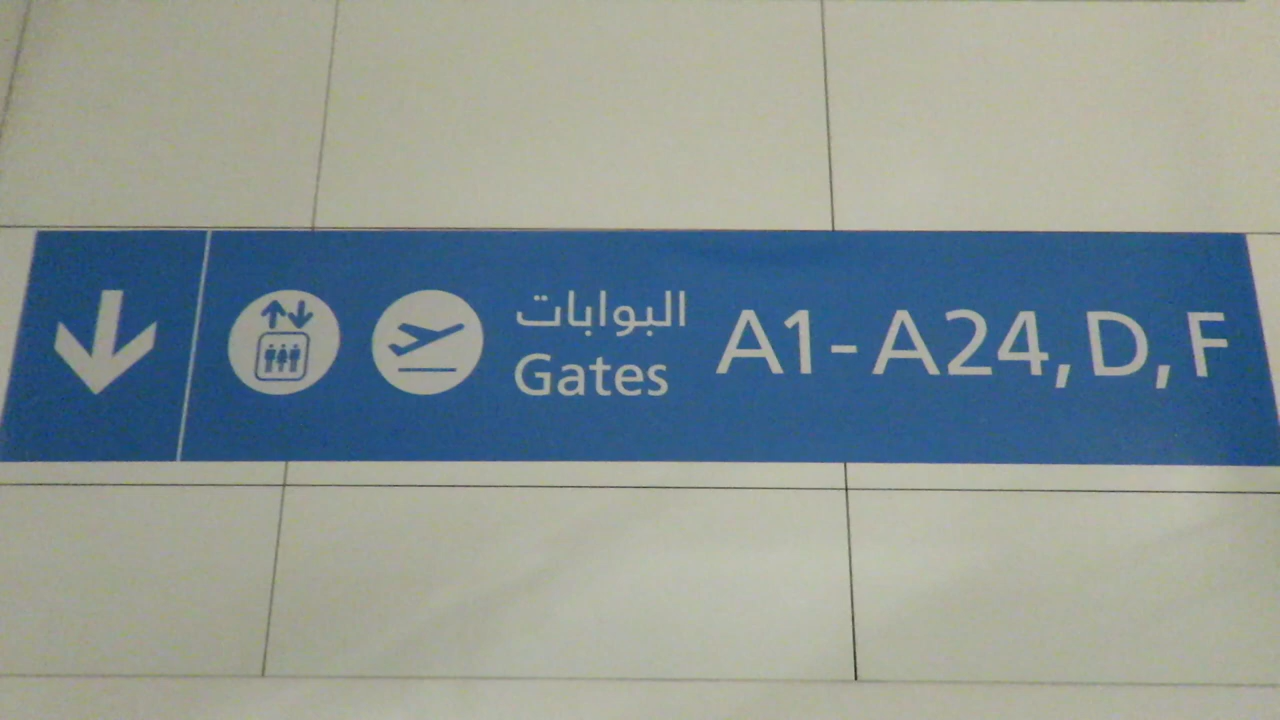 البوابات
Gates
A1-A24, D, F